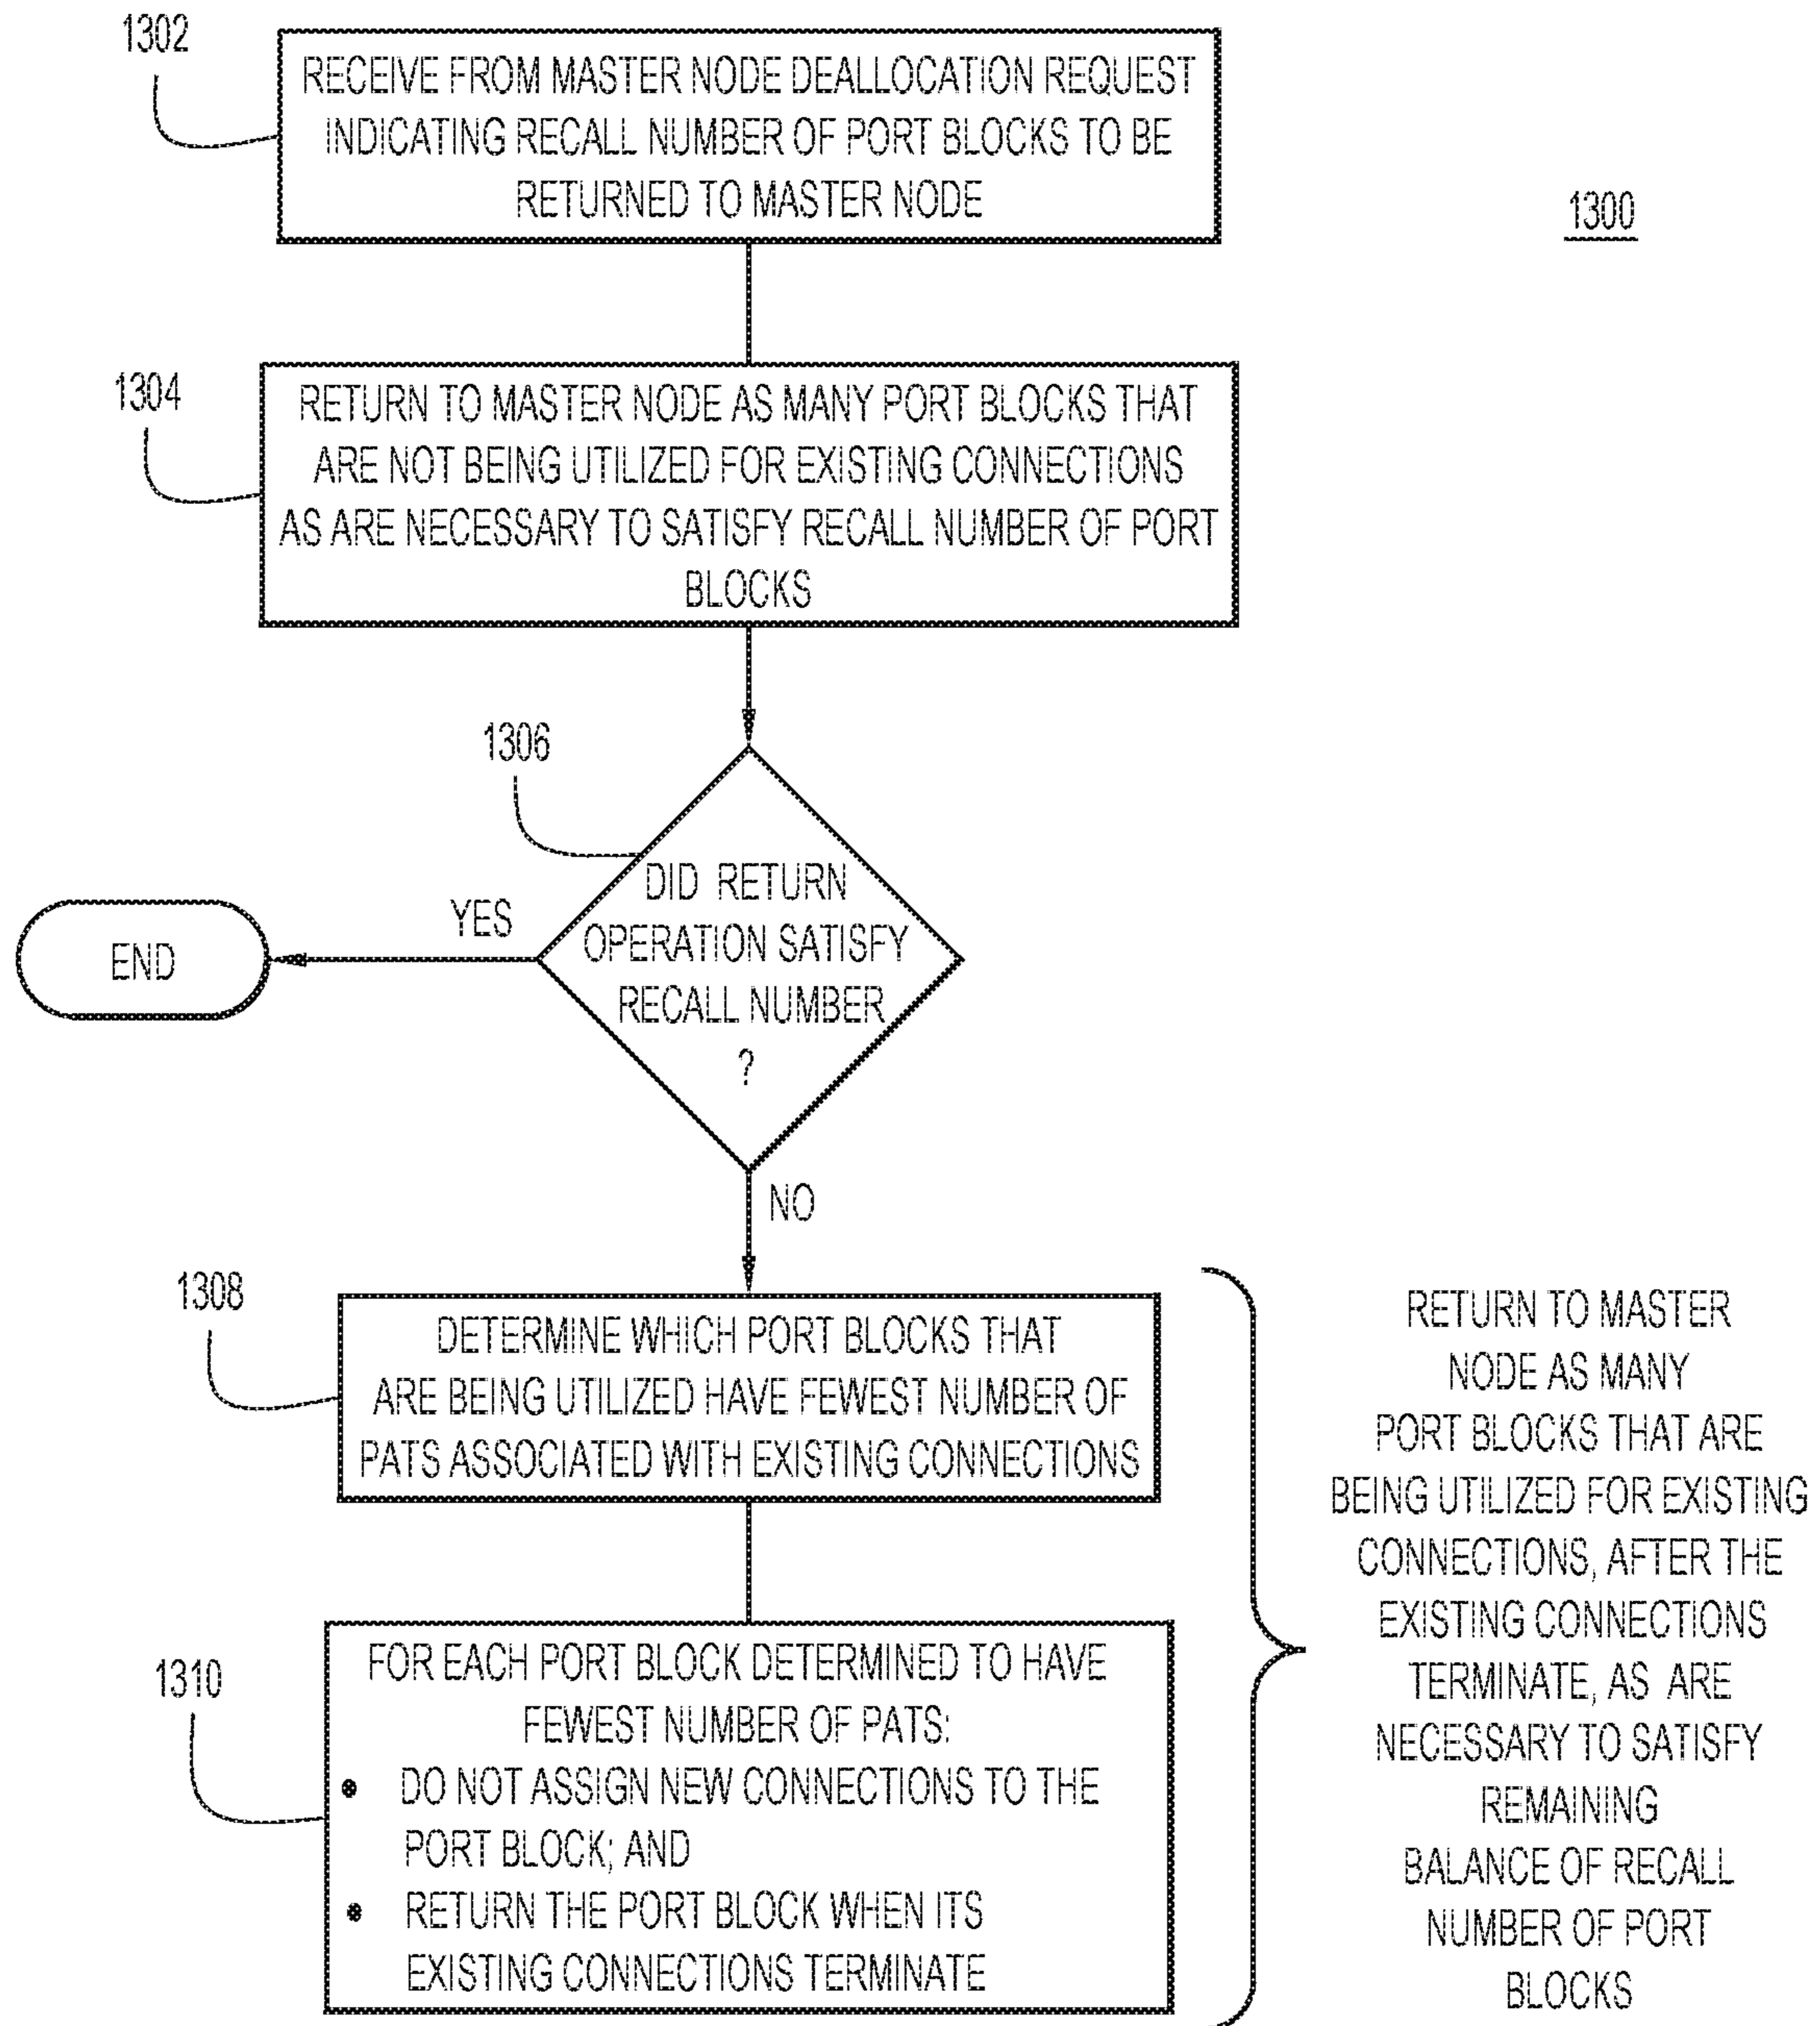 1302
RECEIVE FROM MASTER NODE DEALLOCATION REQUEST
INDICATING RECALL NUMBER OF PORT BLOCKS TO BE
RETURNED TO MASTER NODE
1300
1304
RETURN TO MASTER NODE AS MANY PORT BLOCKS THAT
ARE NOT BEING UTILIZED FOR EXISTING CONNECTIONS
AS ARE NECESSARY TO SATISFY RECALL NUMBER OF PORT
BLOCKS
1306
DID RETURN
OPERATION SATISFY
RECALL NUMBER
?
YES
END
NO
1308
DETERMINE WHICH PORT BLOCKS THAT
ARE BEING UTILIZED HAVE FEWEST NUMBER OF
PATS ASSOCIATED WITH EXISTING CONNECTIONS
1310
FOR EACH PORT BLOCK DETERMINED TO HAVE
FEWEST NUMBER OF PATS:
• DO NOT ASSIGN NEW CONNECTIONS TO THE
PORT BLOCK; AND
• RETURN THE PORT BLOCK WHEN ITS
EXISTING CONNECTIONS TERMINATE
RETURN TO MASTER
NODE AS MANY
PORT BLOCKS THAT ARE
BEING UTILIZED FOR EXISTING
CONNECTIONS, AFTER THE
EXISTING CONNECTIONS
TERMINATE, AS ARE
NECESSARY TO SATISFY
REMAINING
BALANCE OF RECALL
NUMBER OF PORT
BLOCKS